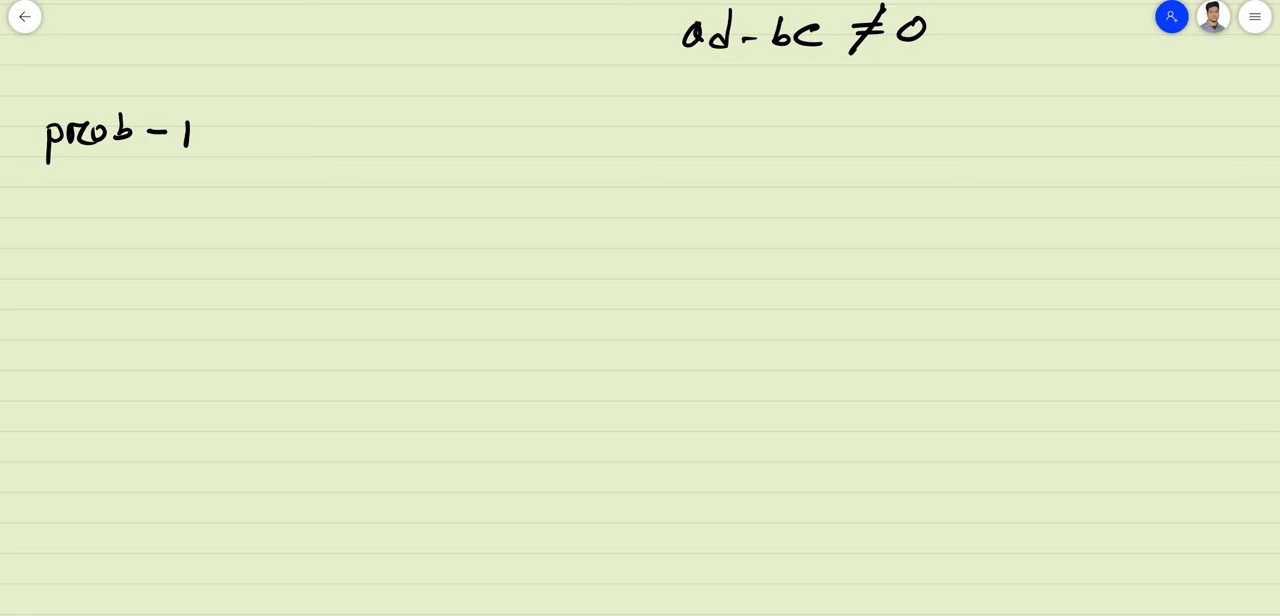 ad - bc ≠ 0
prob - 1